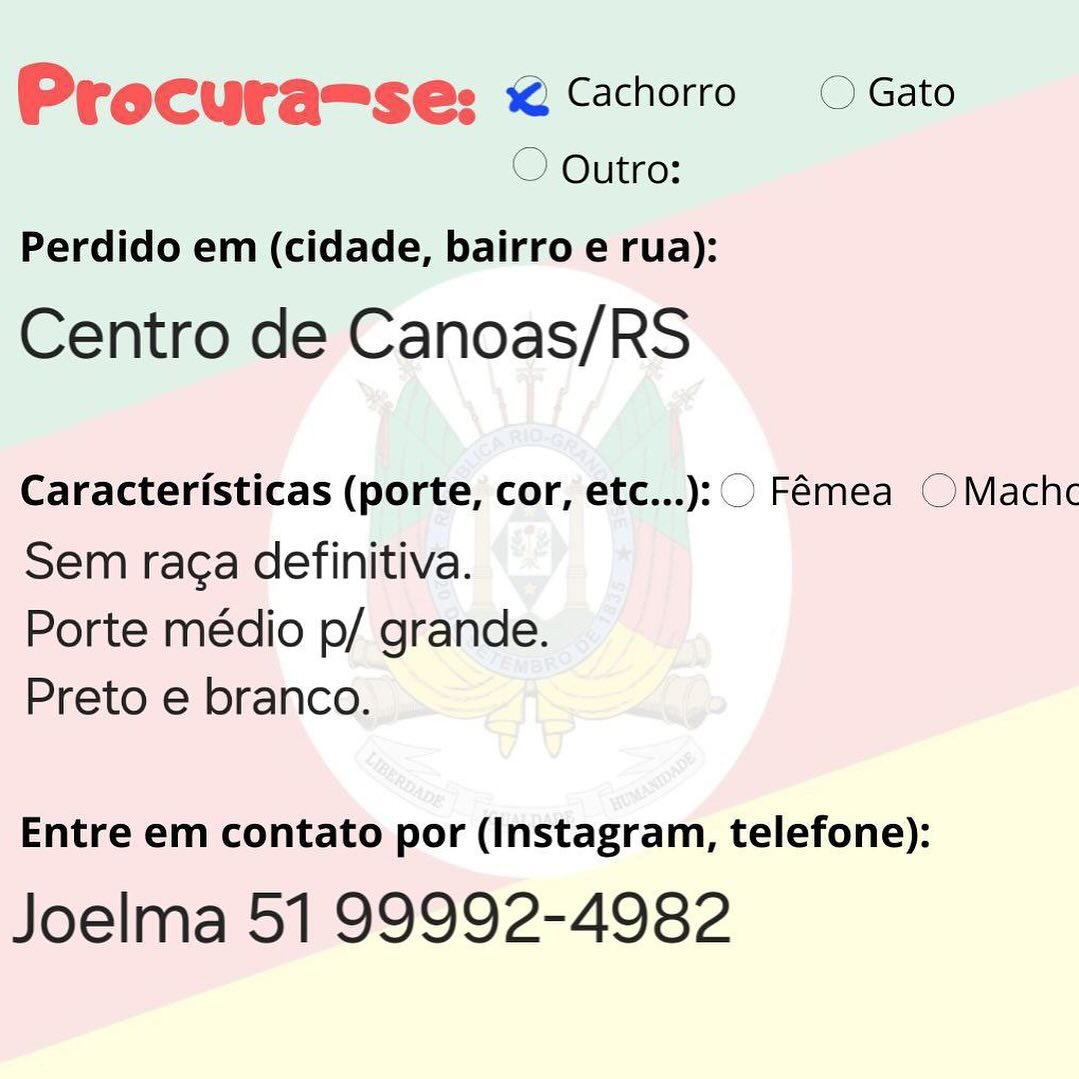 Procura-se: Cachorro Gato
Outro:
Perdido em (cidade, bairro e rua):
Centro de Canoas/RS
Características (porte, cor, etc...): Fêmea Macho
Sem raça definitiva.
Porte médio p/ grande.
Preto e branco.
REPÚBLICA RIO-GRANDENSE
20 DE SETEMBRO DE 1835
LIBERDADE IGUALDADE HUMANIDADE
Entre em contato por (Instagram, telefone):
Joelma 51 99992-4982